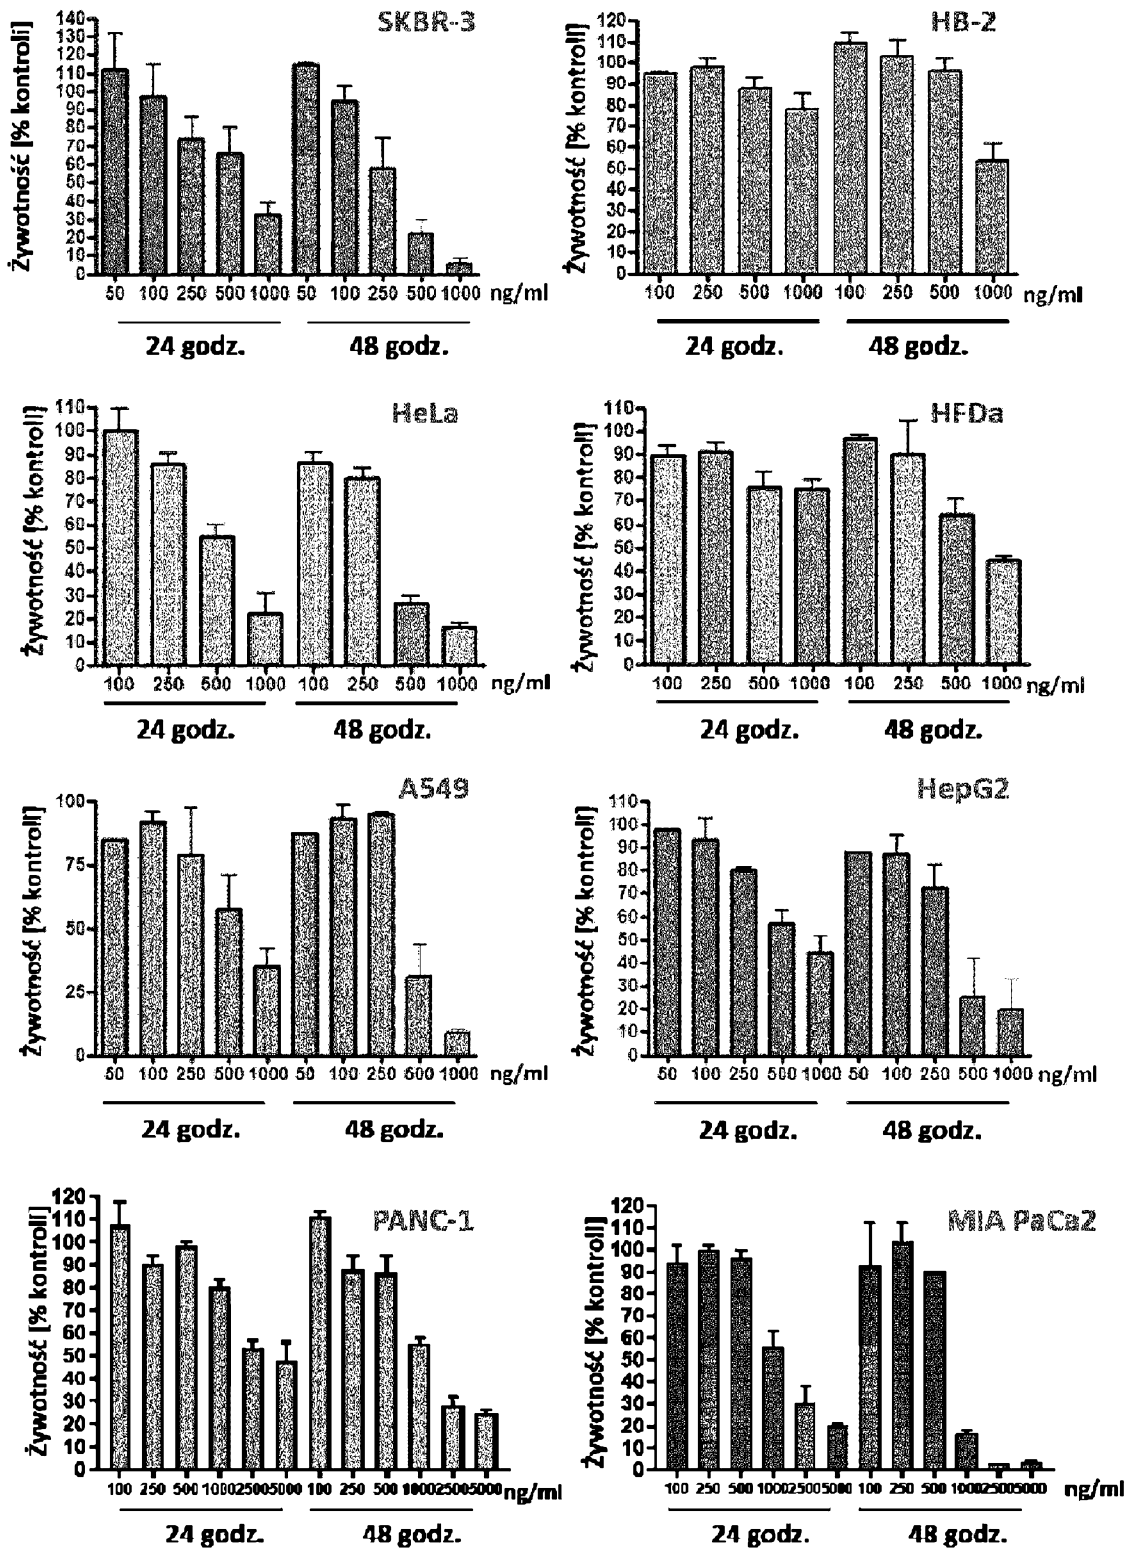 SKBR-3
Żywotność [% kontroli]
140
130
120
110
100
90
80
70
60
50
40
30
20
10
0
50 100 250 500 1000 50 100 250 500 1000 ng/ml
24 godz. 48 godz.
HB-2
Żywotność [% kontroli]
120
110
100
90
80
70
60
50
40
30
20
10
0
100 250 500 1000 100 250 500 1000 ng/ml
24 godz. 48 godz.
HeLa
Żywotność [% kontroli]
110
100
90
80
70
60
50
40
30
20
10
0
100 250 500 1000 100 250 500 1000 ng/ml
24 godz. 48 godz.
HFDa
Żywotność [% kontroli]
110
100
90
80
70
60
50
40
30
20
10
0
100 250 500 1000 100 250 500 1000 ng/ml
24 godz. 48 godz.
A549
Żywotność [% kontroli]
100
75
50
25
0
50 100 250 500 1000 50 100 250 500 1000 ng/ml
24 godz. 48 godz.
HepG2
Żywotność [% kontroli]
110
100
90
80
70
60
50
40
30
20
10
0
50 100 250 500 1000 50 100 250 500 1000 ng/ml
24 godz. 48 godz.
PANC-1
Żywotność [% kontroli]
120
110
100
90
80
70
60
50
40
30
20
10
0
100 250 500 1000 2500 5000 100 250 500 1000 2500 5000 ng/ml
24 godz. 48 godz.
MIA PaCa2
Żywotność [% kontroli]
120
110
100
90
80
70
60
50
40
30
20
10
0
100 250 500 1000 2500 5000 100 250 500 1000 2500 5000 ng/ml
24 godz. 48 godz.